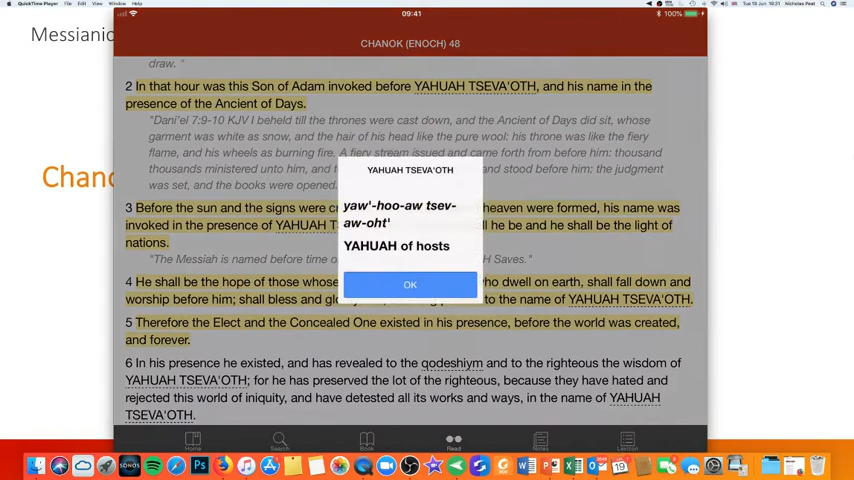 QuickTime Player File Edit View Window Help
100% Tue 19 Jun 18:31 Nicholas Peat
Messianic
09:41
100%
CHANOK (ENOCH) 48
draw. "
2 In that hour was this Son of Adam invoked before YAHUAH TSEVA'OTH, and his name in the
presence of the Ancient of Days.
"Dani'el 7:9-10 KJV I beheld till the thrones were cast down, and the Ancient of Days did sit, whose
garment was white as snow, and the hair of his head like the pure wool: his throne was like the fiery
flame, and his wheels as burning fire. A fiery stream issued and came forth from before him: thousand
thousands ministered unto him, and stood before him: the judgment
was set, and the books were opened.
3 Before the sun and the signs were heaven were formed, his name was
invoked in the presence of YAHUAH he be and he shall be the light of
nations.
"The Messiah is named before time Saves."
4 He shall be the hope of those whose who dwell on earth, shall fall down and
worship before him; shall bless and to the name of YAHUAH TSEVA'OTH.
5 Therefore the Elect and the Concealed One existed in his presence, before the world was created,
and forever.
6 In his presence he existed, and has revealed to the qodeshiym and to the righteous the wisdom of
YAHUAH TSEVA'OTH; for he has preserved the lot of the righteous, because they have hated and
rejected this world of iniquity, and have detested all its works and ways, in the name of YAHUAH
TSEVA'OTH.
YAHUAH TSEVA'OTH
yaw'-hoo-aw tsev-
aw-oht'
YAHUAH of hosts
OK
Home Search Book Read Notes Lexicon
SONOS
19